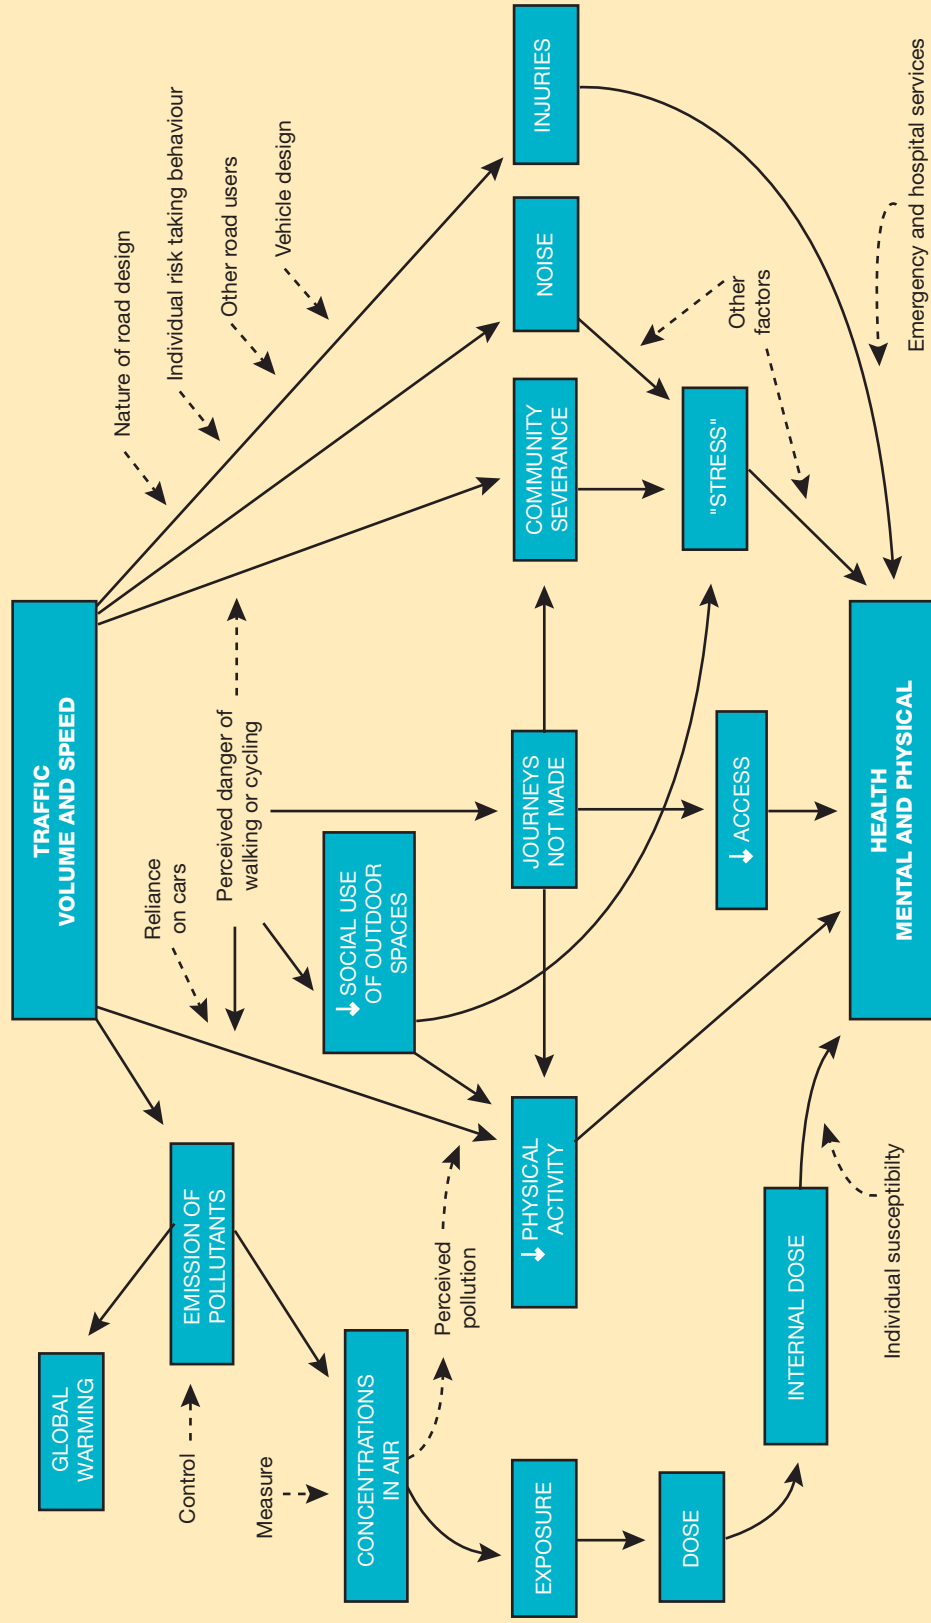 TRAFFIC
VOLUME AND SPEED
GLOBAL
WARMING
EMISSION OF
POLLUTANTS
Control
Measure
CONCENTRATIONS
IN AIR
Perceived
pollution
EXPOSURE
DOSE
INTERNAL DOSE
Individual susceptibilty
Reliance
on cars
Perceived danger of
walking or cycling
↓ SOCIAL USE
OF OUTDOOR
SPACES
↓ PHYSICAL
ACTIVITY
JOURNEYS
NOT MADE
↓ ACCESS
Nature of road design
Individual risk taking behaviour
Other road users
Vehicle design
COMMUNITY
SEVERANCE
NOISE
INJURIES
Other
factors
"STRESS"
Emergency and hospital services
HEALTH
MENTAL AND PHYSICAL